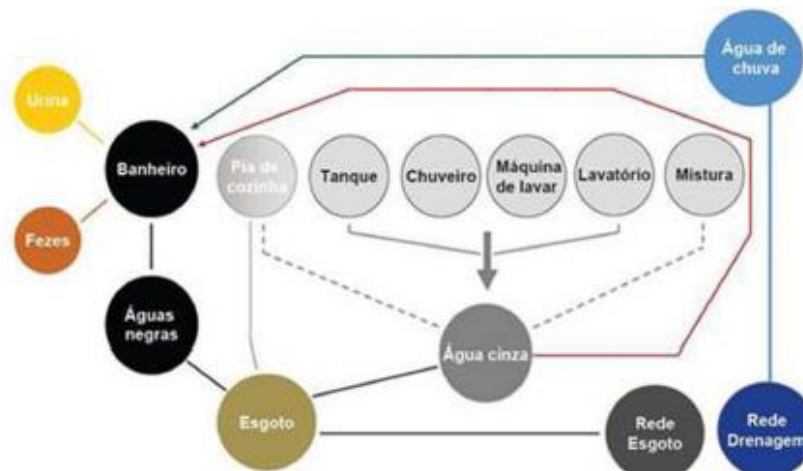 Água de
chuva
Urina
Banheiro
Pia de
cozinha
Tanque
Chuveiro
Máquina
de lavar
Lavatório
Mistura
Fezes
Águas
negras
Água cinza
Esgoto
Rede
Esgoto
Rede
Drenagem